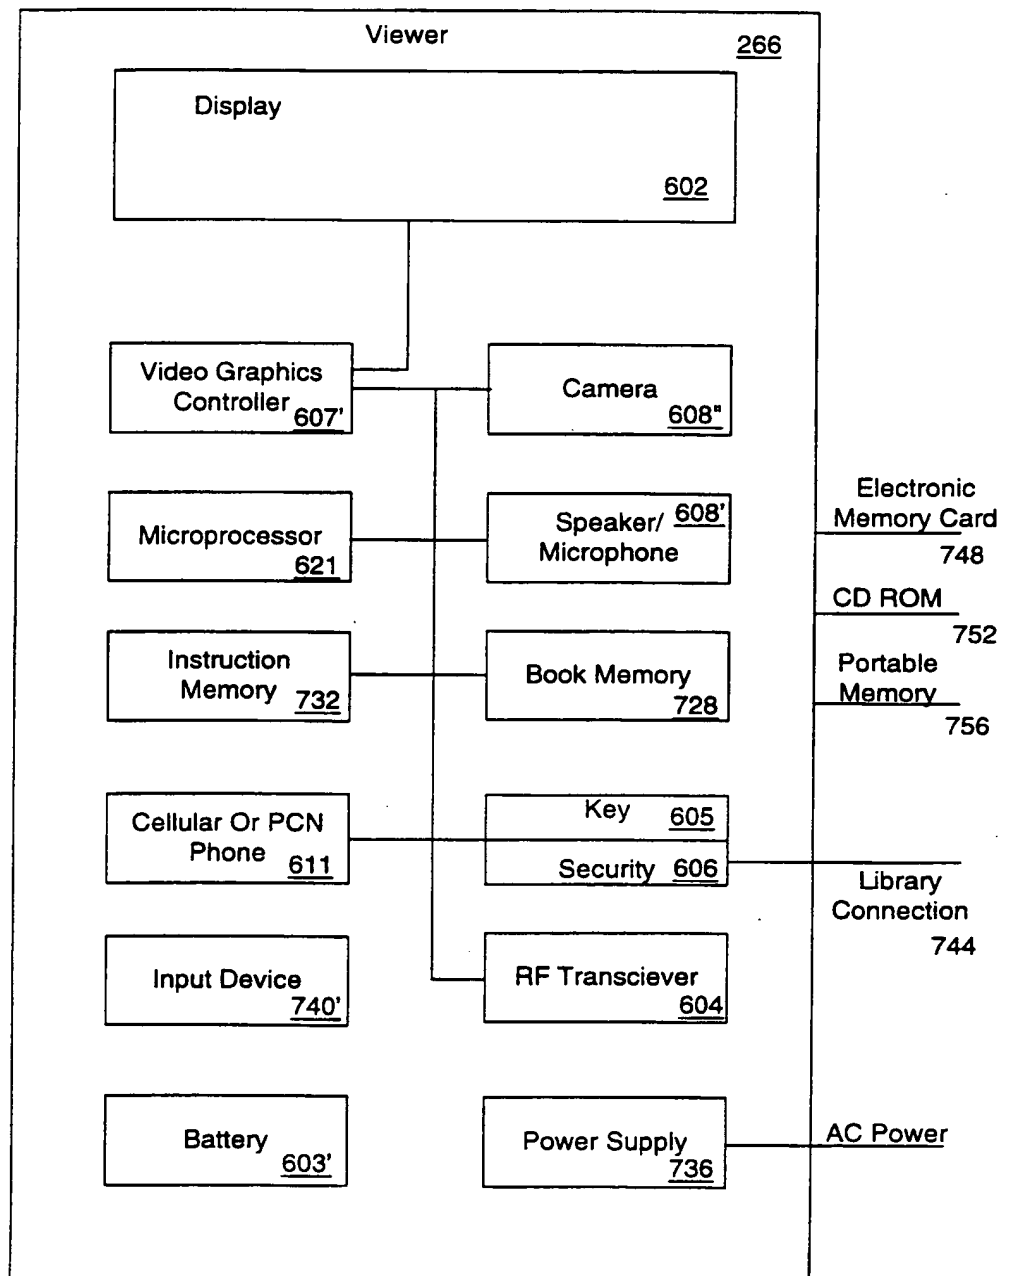 Viewer
266
Display
602
Video Graphics
Controller
607'
Camera
608"
Microprocessor
621
Speaker/
Microphone
608'
Electronic
Memory Card
748
CD ROM
752
Portable
Memory
756
Instruction
Memory
732
Book Memory
728
Cellular Or PCN
Phone
611
Key
605
Security
606
Library
Connection
744
Input Device
740'
RF Transciever
604
Battery
603'
Power Supply
736
AC Power